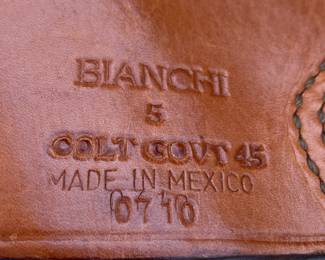 BIANCHI
5
COLT GOVT 45
MADE IN MEXICO
0710